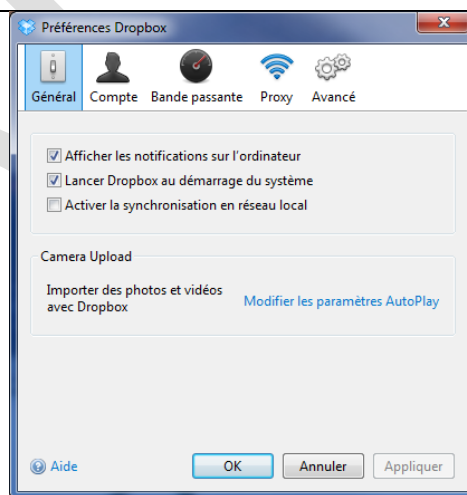 Préférences Dropbox
Général Compte Bande passante Proxy Avancé
Afficher les notifications sur l'ordinateur
Lancer Dropbox au démarrage du système
Activer la synchronisation en réseau local
Camera Upload
Importer des photos et vidéos
avec Dropbox
Modifier les paramètres AutoPlay
Aide OK Annuler Appliquer